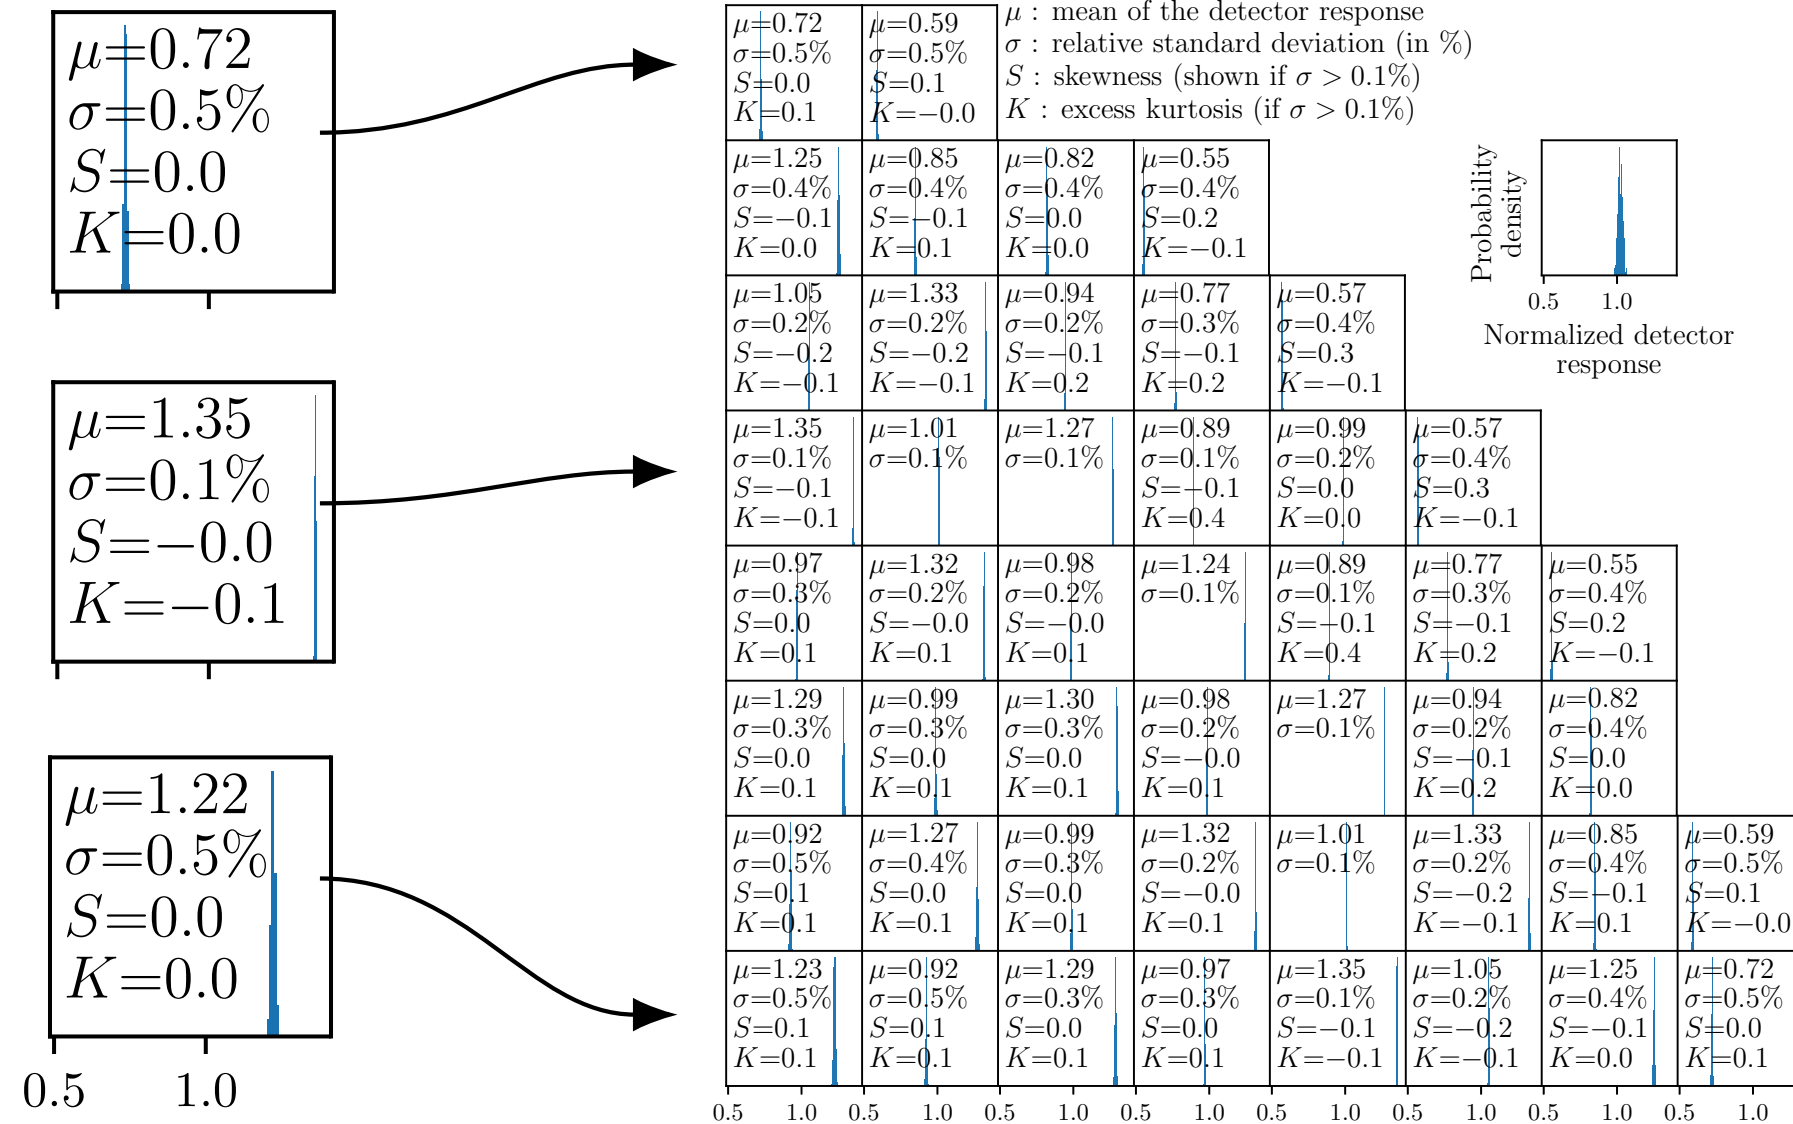 μ=0.72
σ=0.5%
S=0.0
K=0.0
μ=1.35
σ=0.1%
S=−0.0
K=−0.1
μ=1.22
σ=0.5%
S=0.0
K=0.0
0.5 1.0
μ : mean of the detector response
σ : relative standard deviation (in %)
S : skewness (shown if σ > 0.1%)
K : excess kurtosis (if σ > 0.1%)
Probability
density
0.5 1.0
Normalized detector
response
μ=0.72 μ=0.59
σ=0.5% σ=0.5%
S=0.0 S=0.1
K=0.1 K=−0.0
μ=1.25 μ=0.85 μ=0.82 μ=0.55
σ=0.4% σ=0.4% σ=0.4% σ=0.4%
S=−0.1 S=−0.1 S=0.0 S=0.2
K=0.0 K=0.1 K=0.0 K=−0.1
μ=1.05 μ=1.33 μ=0.94 μ=0.77 μ=0.57
σ=0.2% σ=0.2% σ=0.2% σ=0.3% σ=0.4%
S=−0.2 S=−0.2 S=−0.1 S=−0.1 S=0.3
K=−0.1 K=−0.1 K=0.2 K=0.2 K=−0.1
μ=1.35 μ=1.01 μ=1.27 μ=0.89 μ=0.99 μ=0.57
σ=0.1% σ=0.1% σ=0.1% σ=0.1% σ=0.2% σ=0.4%
S=−0.1 S=−0.1 S=0.0 S=0.3
K=−0.1 K=0.4 K=0.0 K=−0.1
μ=0.97 μ=1.32 μ=0.98 μ=1.24 μ=0.89 μ=0.77 μ=0.55
σ=0.3% σ=0.2% σ=0.2% σ=0.1% σ=0.1% σ=0.3% σ=0.4%
S=0.0 S=−0.0 S=−0.0 S=−0.1 S=−0.1 S=0.2
K=0.1 K=0.1 K=0.1 K=0.4 K=0.2 K=−0.1
μ=1.29 μ=0.99 μ=1.30 μ=0.98 μ=1.27 μ=0.94 μ=0.82
σ=0.3% σ=0.3% σ=0.3% σ=0.2% σ=0.1% σ=0.2% σ=0.4%
S=0.0 S=0.0 S=0.0 S=−0.0 S=−0.1 S=0.0
K=0.1 K=0.1 K=0.1 K=0.1 K=0.2 K=0.0
μ=0.92 μ=1.27 μ=0.99 μ=1.32 μ=1.01 μ=1.33 μ=0.85 μ=0.59
σ=0.5% σ=0.4% σ=0.3% σ=0.2% σ=0.1% σ=0.2% σ=0.4% σ=0.5%
S=0.1 S=0.0 S=0.0 S=−0.0 S=−0.2 S=−0.1 S=0.1
K=0.1 K=0.1 K=0.1 K=0.1 K=−0.1 K=0.1 K=−0.0
μ=1.23 μ=0.92 μ=1.29 μ=0.97 μ=1.35 μ=1.05 μ=1.25 μ=0.72
σ=0.5% σ=0.5% σ=0.3% σ=0.3% σ=0.1% σ=0.2% σ=0.4% σ=0.5%
S=0.1 S=0.1 S=0.0 S=0.0 S=−0.1 S=−0.2 S=−0.1 S=0.0
K=0.1 K=0.1 K=0.1 K=0.1 K=−0.1 K=−0.1 K=0.0 K=0.1
0.5 1.0 0.5 1.0 0.5 1.0 0.5 1.0 0.5 1.0 0.5 1.0 0.5 1.0 0.5 1.0